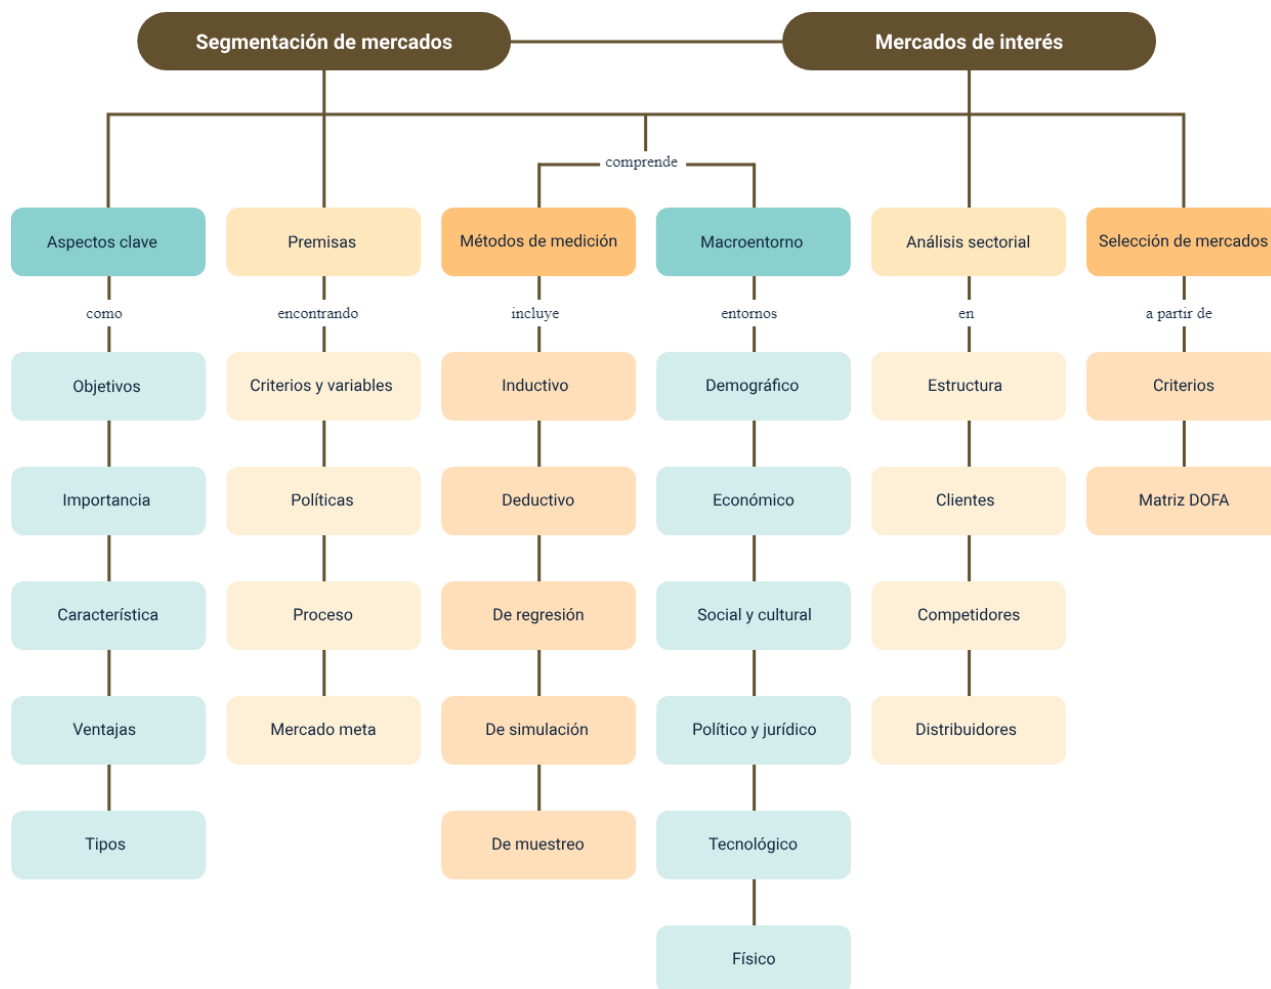 Segmentación de mercados
Mercados de interés
comprende
Aspectos clave
Premisas
Métodos de medición
Macroentorno
Análisis sectorial
Selección de mercados
como
encontrando
incluye
entornos
en
a partir de
Objetivos
Criterios y variables
Inductivo
Demográfico
Estructura
Criterios
Importancia
Políticas
Deductivo
Económico
Clientes
Matriz DOFA
Característica
Proceso
De regresión
Social y cultural
Competidores
Ventajas
Mercado meta
De simulación
Político y jurídico
Distribuidores
Tipos
De muestreo
Tecnológico
Físico